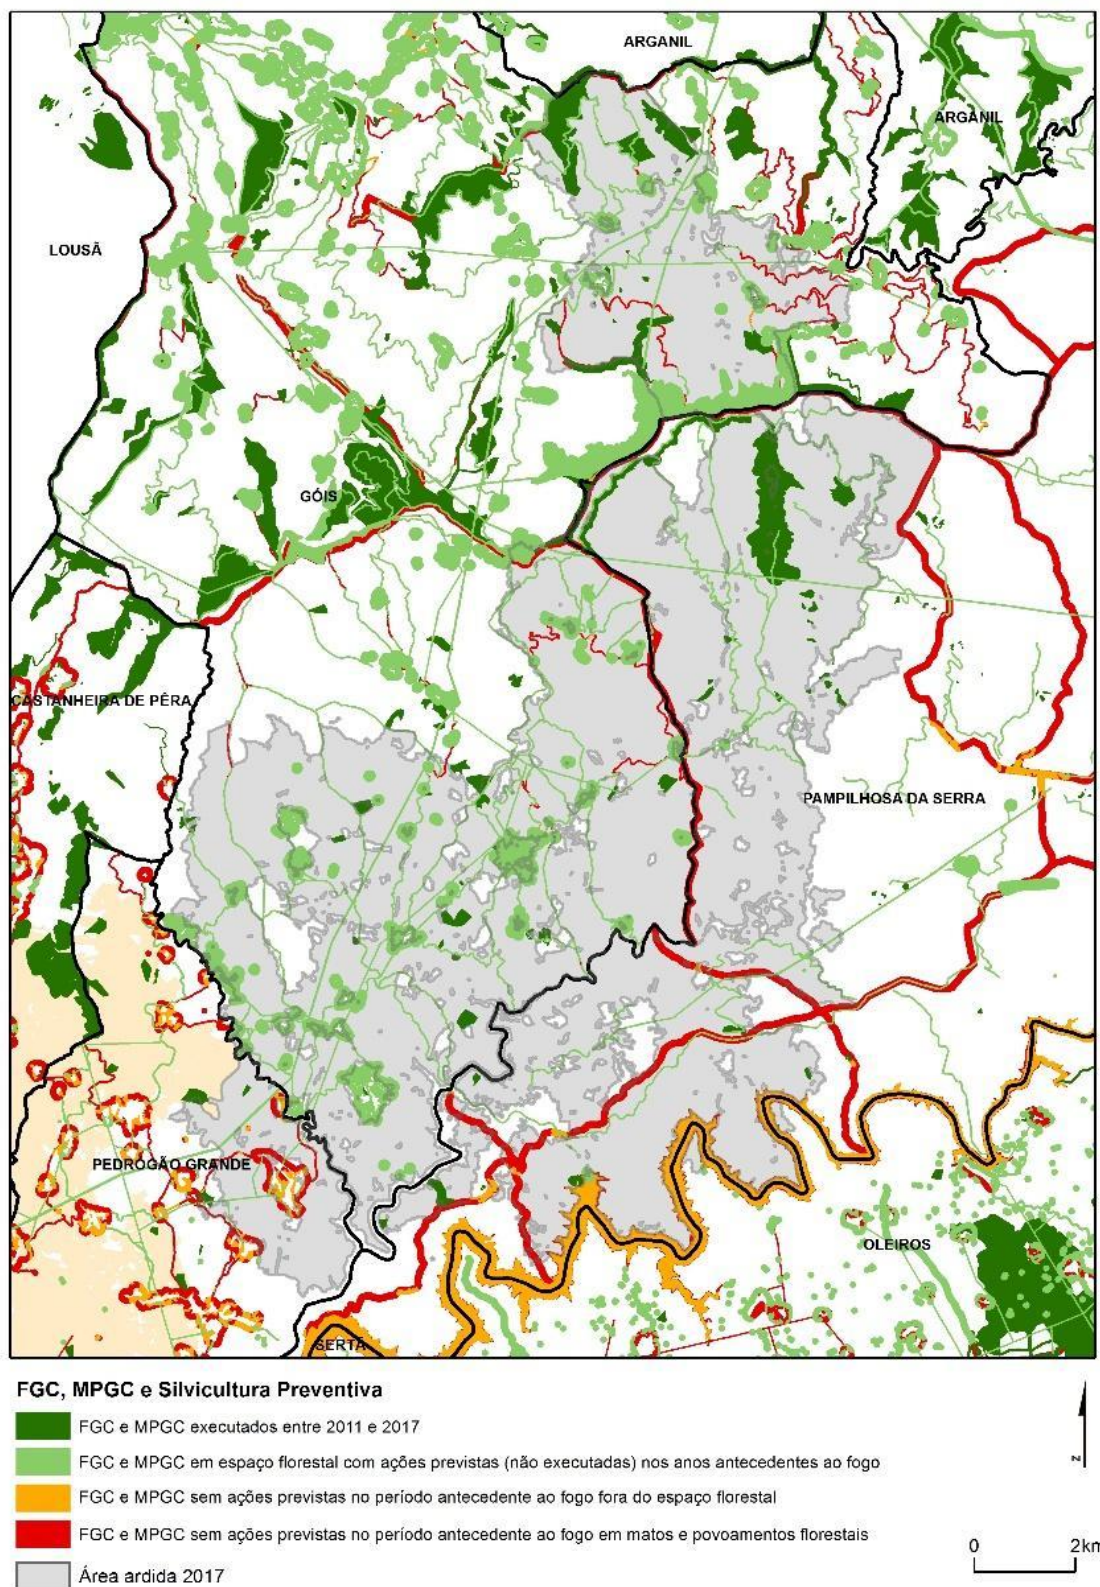 ARGANIL
ARGANIL
LOUSÃ
GÓIS
CASTANHEIRA DE PÊRA
PAMPILHOSA DA SERRA
PEDROGÃO GRANDE
OLEIROS
SERTÃ
FGC, MPGC e Silvicultura Preventiva
FGC e MPGC executados entre 2011 e 2017
FGC e MPGC em espaço florestal com ações previstas (não executadas) nos anos antecedentes ao fogo
N
FGC e MPGC sem ações previstas no período antecedente ao fogo fora do espaço florestal
FGC e MPGC sem ações previstas no período antecedente ao fogo em matos e povoamentos florestais
0 2km
Área ardida 2017